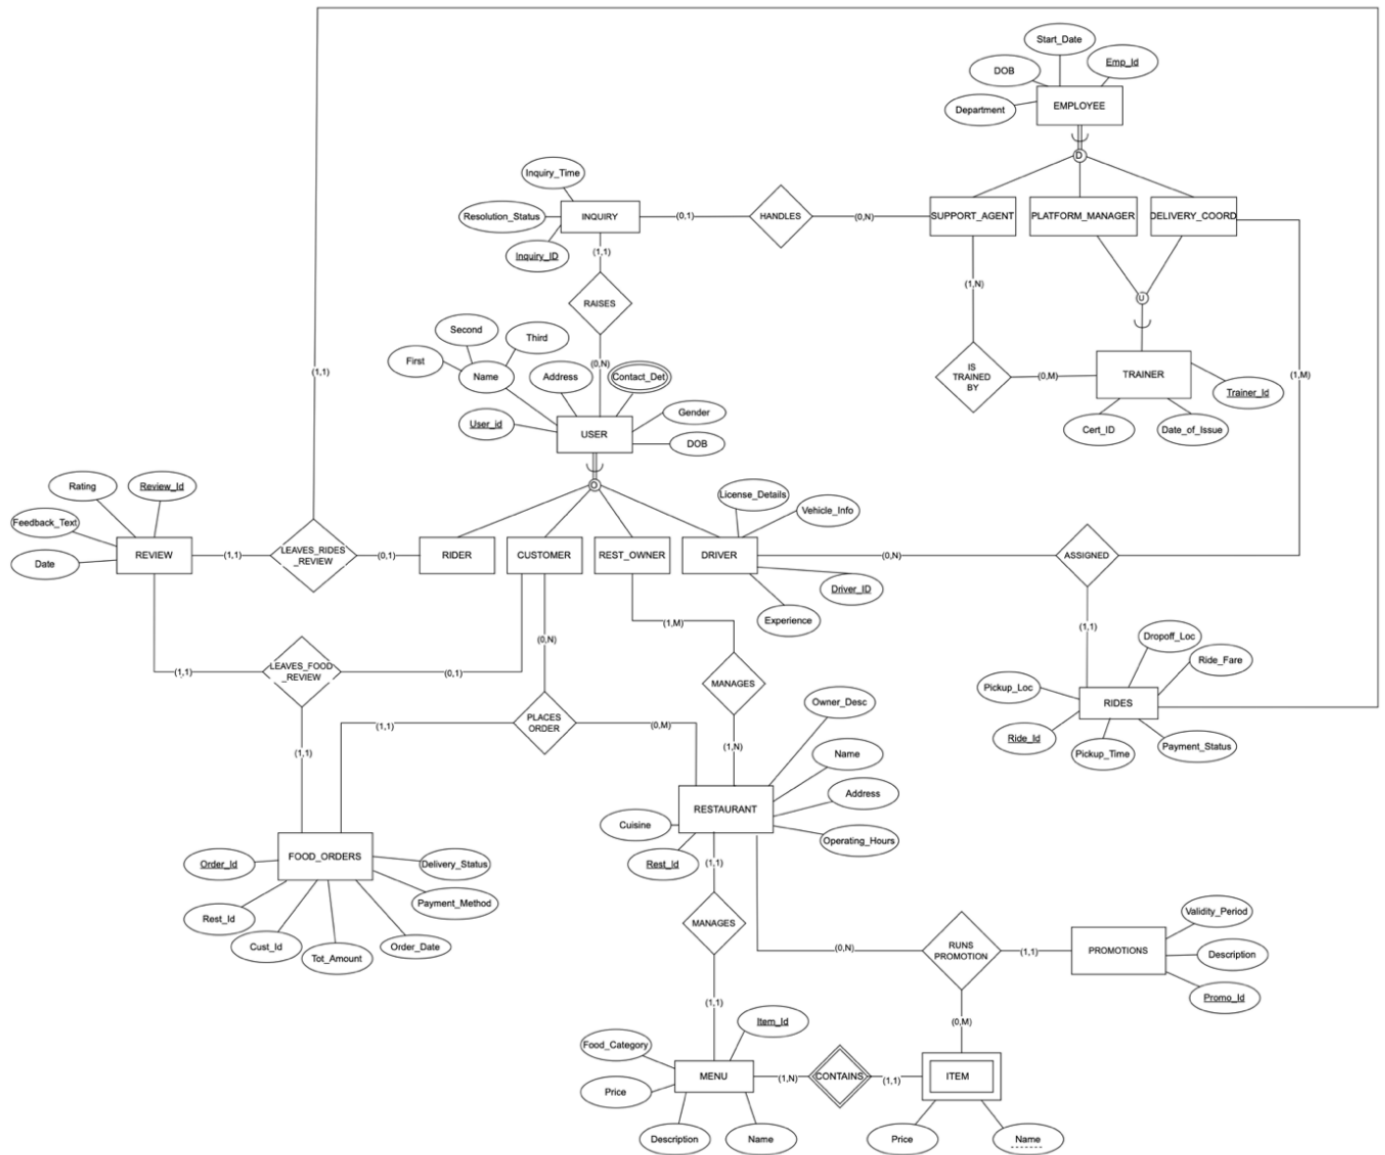 Start_Date
DOB
Emp_Id
Department
EMPLOYEE
D
Inquiry_Time
Resolution_Status
INQUIRY
(0,1)
HANDLES
(0,N)
SUPPORT_AGENT
PLATFORM_MANAGER
DELIVERY_COORD
Inquiry_ID
(1,1)
(1,N)
U
RAISES
Second
Third
First
Name
Address
(0,N)
Contact_Det
(1,1)
IS
TRAINED
BY
(0,M)
TRAINER
(1,M)
Trainer_Id
Cert_ID
Date_of_Issue
User_id
USER
Gender
DOB
O
Rating
Review_Id
License_Details
Vehicle_Info
Feedback_Text
REVIEW
(1,1)
LEAVES_RIDES
_REVIEW
(0,1)
RIDER
CUSTOMER
REST_OWNER
DRIVER
(0,N)
ASSIGNED
Date
Driver_ID
Experience
(1,M)
(1,1)
(0,N)
Dropoff_Loc
Ride_Fare
(1,1)
LEAVES_FOOD
_REVIEW
(0,1)
MANAGES
Pickup_Loc
RIDES
Ride_Id
Pickup_Time
Payment_Status
(1,1)
PLACES
ORDER
(0,M)
Owner_Desc
(1,1)
(1,N)
Name
Address
Cuisine
RESTAURANT
Operating_Hours
Rest_Id
(1,1)
Order_Id
FOOD_ORDERS
Delivery_Status
Payment_Method
Rest_Id
Cust_Id
Tot_Amount
Order_Date
MANAGES
(0,N)
RUNS
PROMOTION
(1,1)
PROMOTIONS
Validity_Period
Description
Promo_Id
(1,1)
Item_Id
(0,M)
Food_Category
MENU
(1,N)
CONTAINS
(1,1)
ITEM
Price
Description
Name
Price
Name